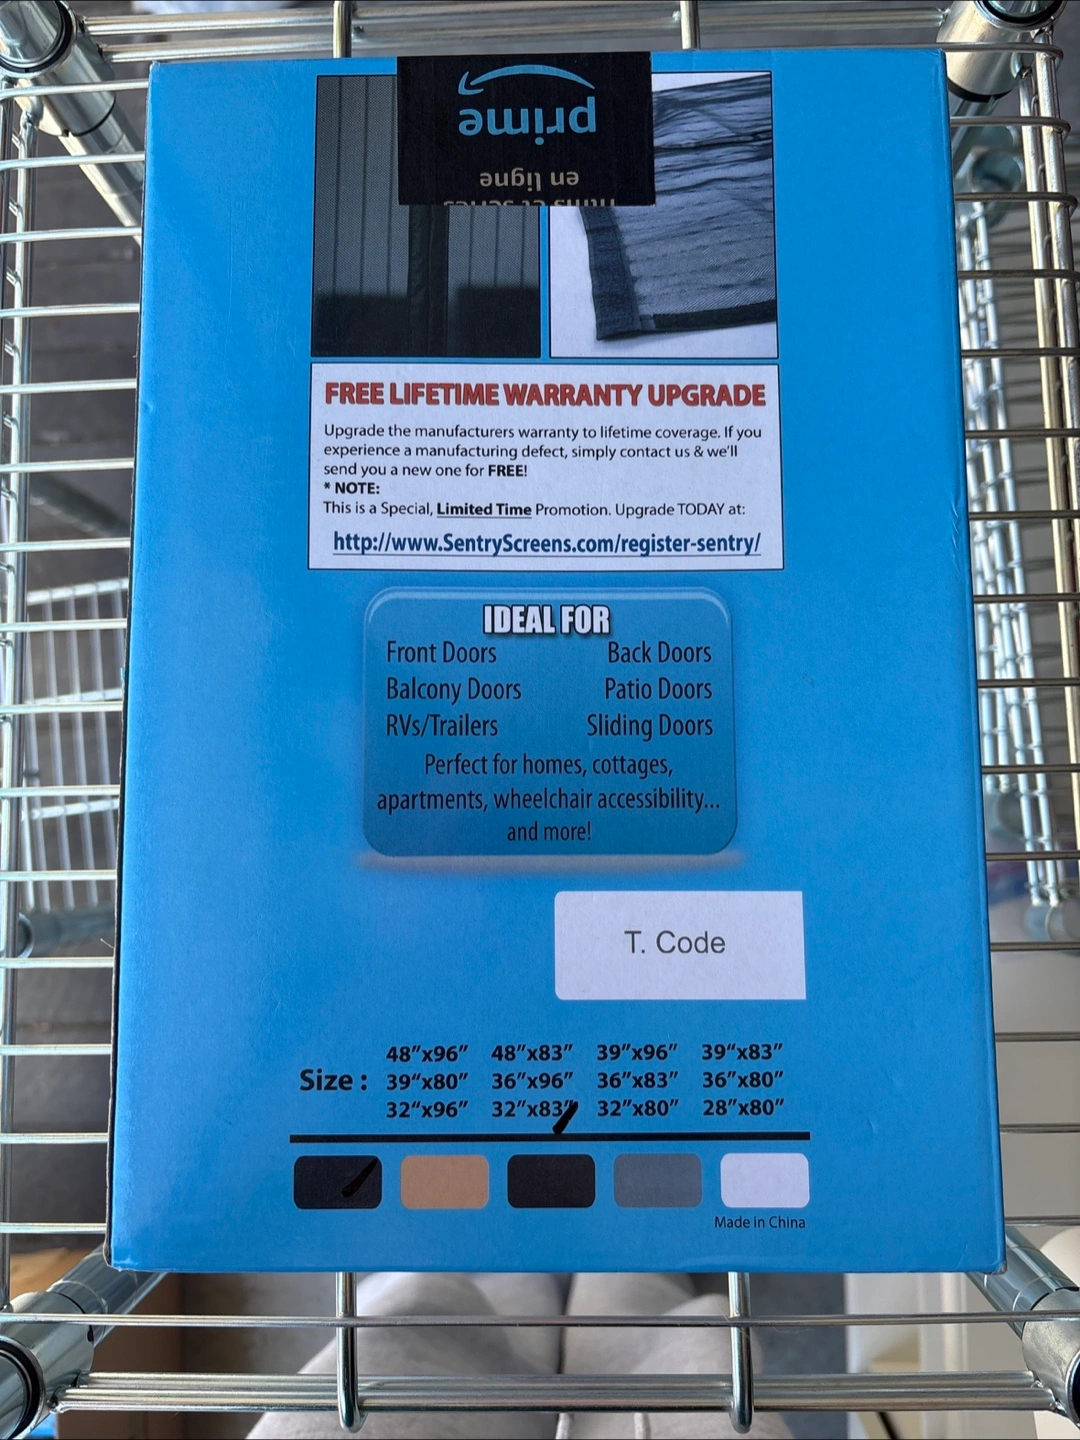 prime
en ligne
FREE LIFETIME WARRANTY UPGRADE
Upgrade the manufacturers warranty to lifetime coverage. If you
experience a manufacturing defect, simply contact us & we'll
send you a new one for FREE!
* NOTE:
This is a Special, Limited Time Promotion. Upgrade TODAY at:
http://www.SentryScreens.com/register-sentry/
IDEAL FOR
Front Doors Back Doors
Balcony Doors Patio Doors
RVs/Trailers Sliding Doors
Perfect for homes, cottages,
apartments, wheelchair accessibility...
and more!
T. Code
48"x96" 48"x83" 39"x96" 39"x83"
Size : 39"x80" 36"x96" 36"x83" 36"x80"
32"x96" 32"x83" 32"x80" 28"x80"
Made in China